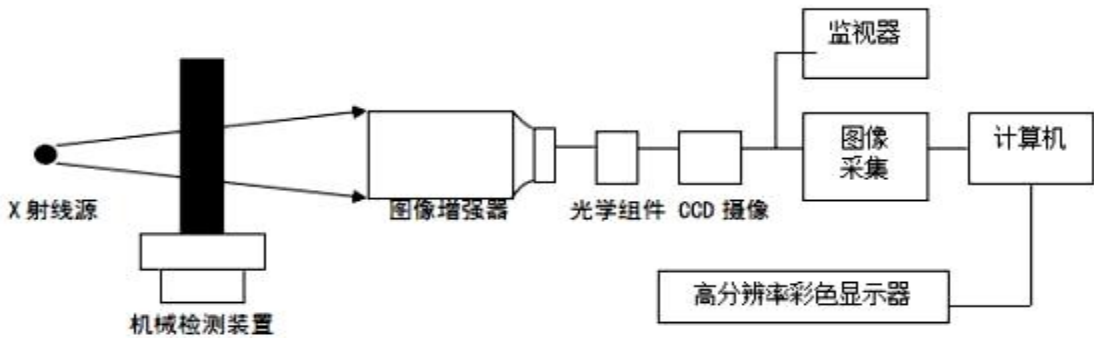 监视器
图像
采集
计算机
X 射线源
图像增强器
光学组件
CCD 摄像
高分辨率彩色显示器
机械检测装置